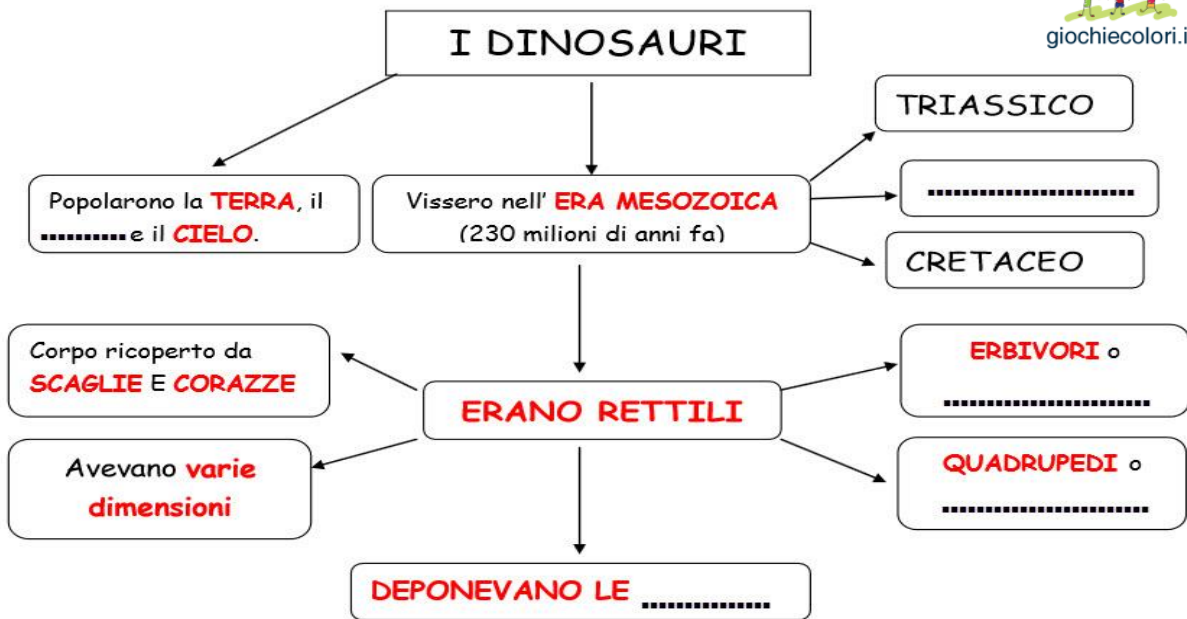 giochiecolori.i
I DINOSAURI
TRIASSICO
Popolarono la TERRA, il
.......... e il CIELO.
Vissero nell' ERA MESOZOICA
(230 milioni di anni fa)
........................
CRETACEO
Corpo ricoperto da
SCAGLIE E CORAZZE
ERBIVORI o
........................
ERANO RETTILI
Avevano varie
dimensioni
QUADRUPEDI o
........................
DEPONEVANO LE ...............